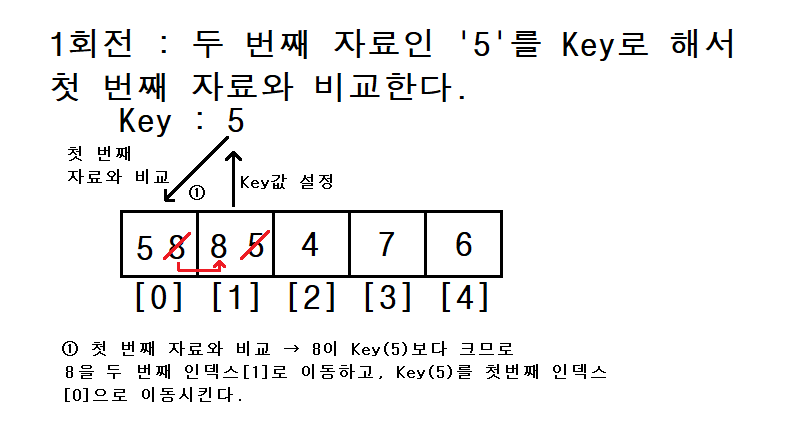 1회전 : 두 번째 자료인 '5'를 Key로 해서
첫 번째 자료와 비교한다.
Key : 5
첫 번째
자료와 비교
①
Key값 설정
5 8 8 5 4 7 6
[0] [1] [2] [3] [4]
① 첫 번째 자료와 비교 → 8이 Key(5)보다 크므로
8을 두 번째 인덱스[1]로 이동하고, Key(5)를 첫번째 인덱스
[0]으로 이동시킨다.